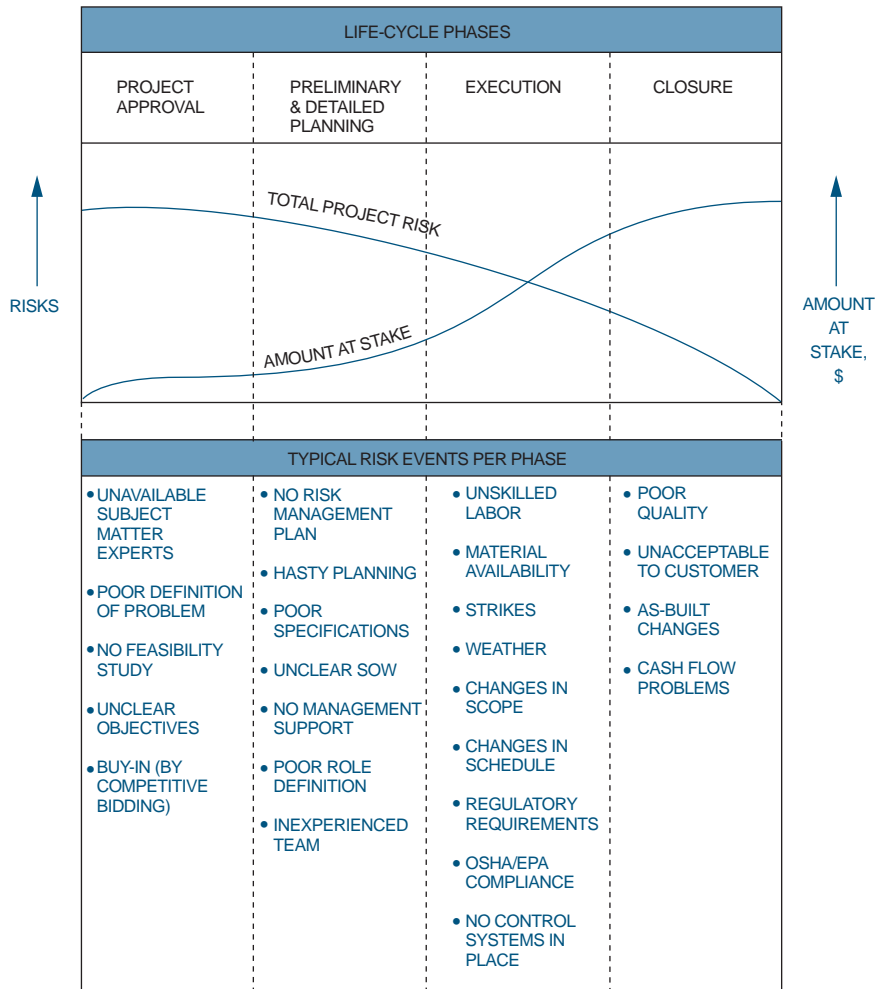 LIFE-CYCLE PHASES
PROJECT
APPROVAL
PRELIMINARY
& DETAILED
PLANNING
EXECUTION
CLOSURE
TOTAL PROJECT RISK
AMOUNT AT STAKE
RISKS
AMOUNT
AT
STAKE,
$
TYPICAL RISK EVENTS PER PHASE
• UNAVAILABLE
SUBJECT
MATTER
EXPERTS
• POOR DEFINITION
OF PROBLEM
• NO FEASIBILITY
STUDY
• UNCLEAR
OBJECTIVES
• BUY-IN (BY
COMPETITIVE
BIDDING)
• NO RISK
MANAGEMENT
PLAN
• HASTY PLANNING
• POOR
SPECIFICATIONS
• UNCLEAR SOW
• NO MANAGEMENT
SUPPORT
• POOR ROLE
DEFINITION
• INEXPERIENCED
TEAM
• UNSKILLED
LABOR
• MATERIAL
AVAILABILITY
• STRIKES
• WEATHER
• CHANGES IN
SCOPE
• CHANGES IN
SCHEDULE
• REGULATORY
REQUIREMENTS
• OSHA/EPA
COMPLIANCE
• NO CONTROL
SYSTEMS IN
PLACE
• POOR
QUALITY
• UNACCEPTABLE
TO CUSTOMER
• AS-BUILT
CHANGES
• CASH FLOW
PROBLEMS